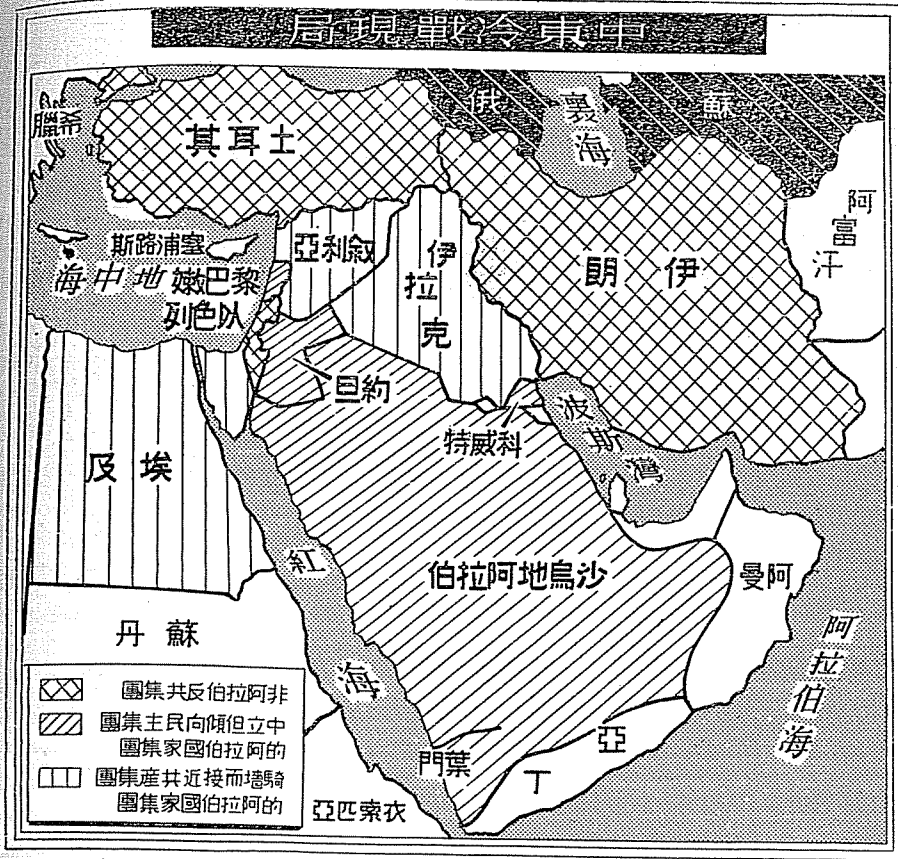 中東冷戰現局
蘇俄
裏海
希臘
土耳其
阿富汗
塞浦路斯
叙利亞
伊拉克
伊朗
地中海
黎巴嫩
以色列
約旦
科威特
波斯灣
埃及
紅海
沙烏地阿拉伯
阿曼
蘇丹
阿拉伯海
非阿拉伯反共集團
中立但傾向民主集團
的阿拉伯國家集團
騎墻而接近共產集團
的阿拉伯國家集團
葉門
亞丁
衣索匹亞